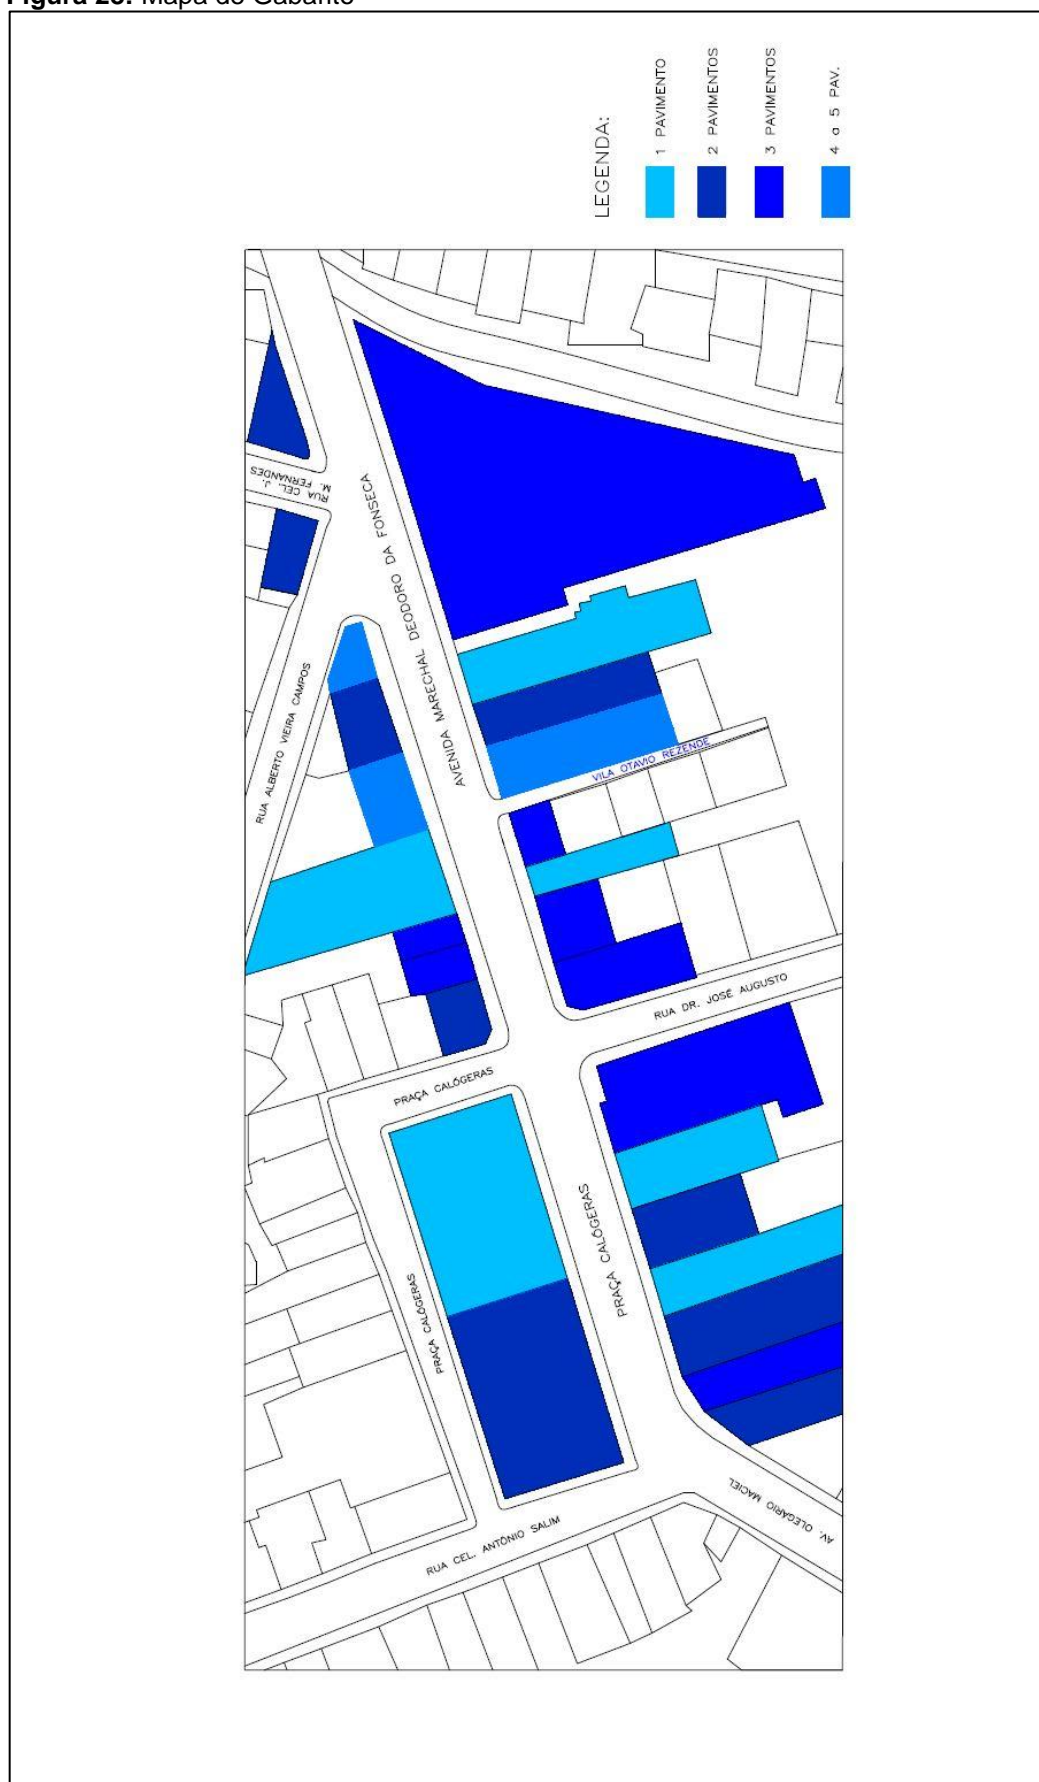 Figura 28: Mapa do Gabarito
LEGENDA:
1 PAVIMENTO
2 PAVIMENTOS
3 PAVIMENTOS
4 a 5 PAV.
RUA CEL. J.
M. FERNANDES
AVENIDA MARECHAL DEODORO DA FONSECA
RUA ALBERTO VIEIRA CAMPOS
VILA OTAVIO REZENDE
RUA DR. JOSÉ AUGUSTO
PRAÇA CALÓGERAS
PRAÇA CALÓGERAS
PRAÇA CALÓGERAS
RUA CEL. ANTÔNIO SALIM
AV. OLEGÁRIO MACIEL